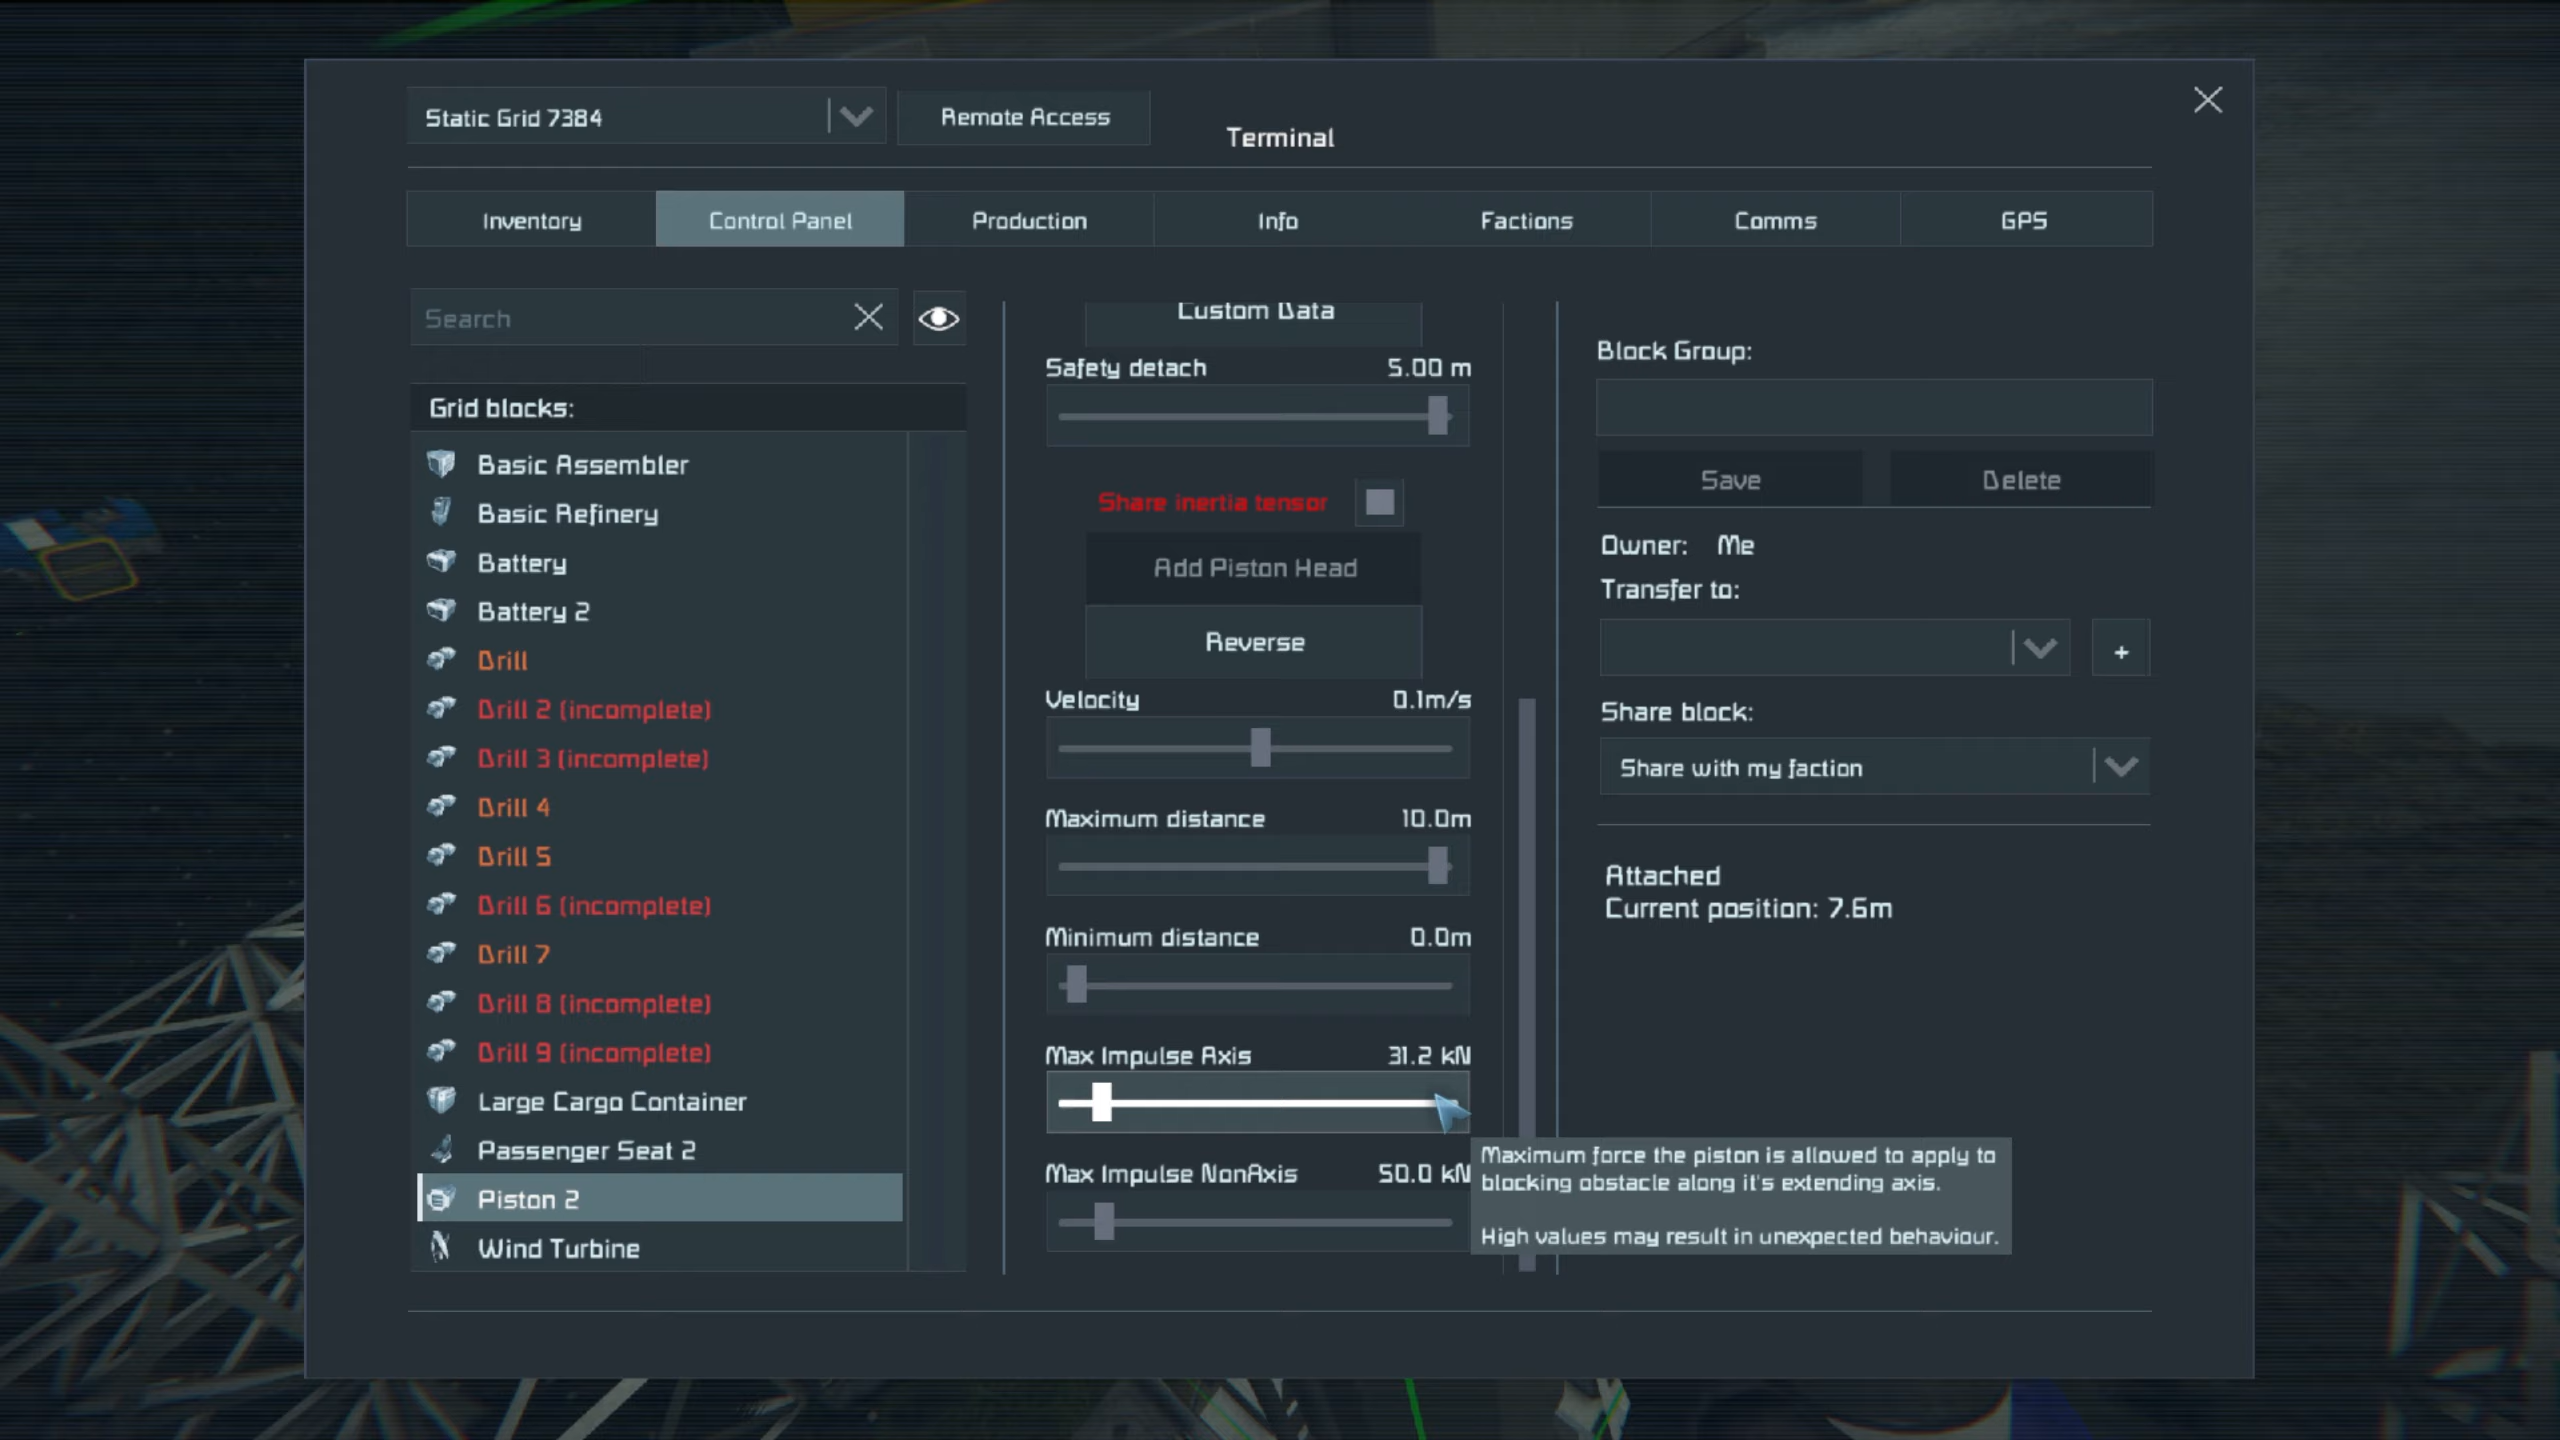 Static Grid 7384
Remote Access
Terminal
Inventory
Control Panel
Production
Info
Factions
Comms
GPS
Search
Grid blocks:
Basic Assembler
Basic Refinery
Battery
Battery 2
Drill
Drill 2 (incomplete)
Drill 3 (incomplete)
Drill 4
Drill 5
Drill 6 (incomplete)
Drill 7
Drill 8 (incomplete)
Drill 9 (incomplete)
Large Cargo Container
Passenger Seat 2
Piston 2
Wind Turbine
Custom Data
Safety detach 5.00 m
Share inertia tensor
Add Piston Head
Reverse
Velocity 0.1m/s
Maximum distance 10.0m
Minimum distance 0.0m
Max Impulse Axis 31.2 kN
Max Impulse NonAxis 50.0 kN
Maximum force the piston is allowed to apply to
blocking obstacle along it's extending axis.
High values may result in unexpected behaviour.
Block Group:
Save
Delete
Owner: Me
Transfer to:
+
Share block:
Share with my faction
Attached
Current position: 7.6m